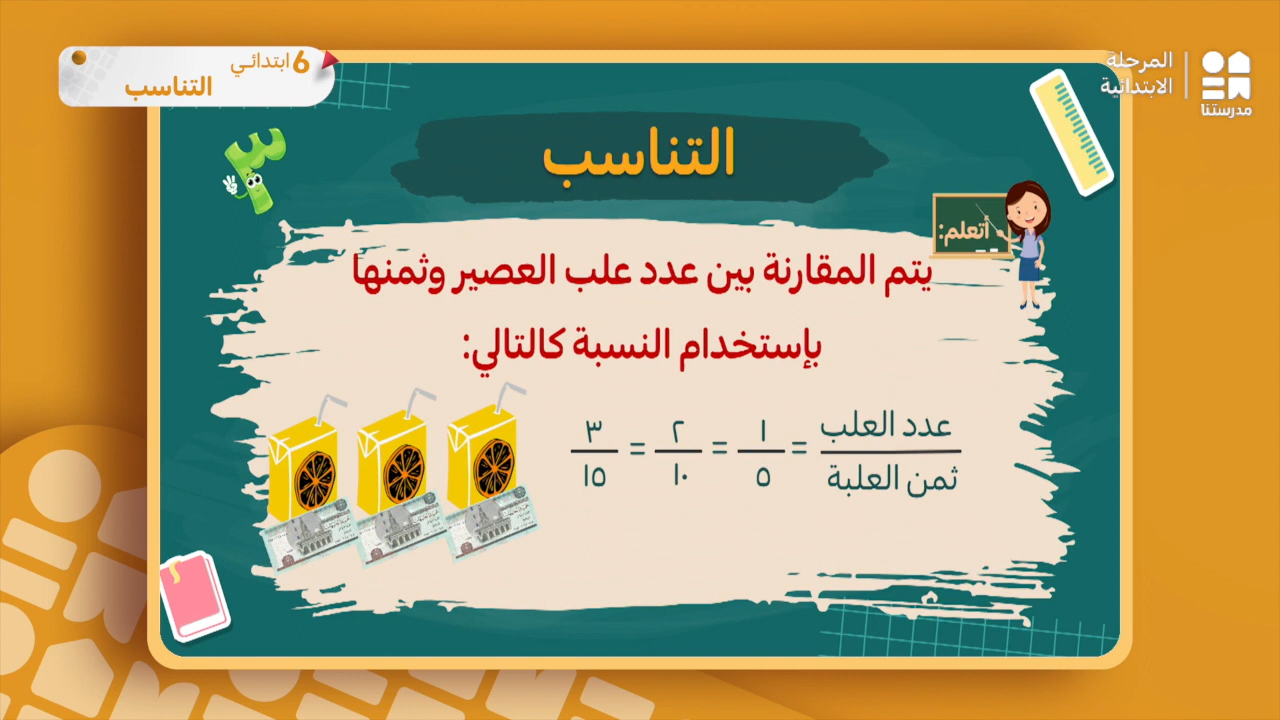 المرحلة
الابتدائية
مدرستنا
6 ابتدائي
التناسب
التناسب
أتعلم:
يتم المقارنة بين عدد علب العصير وثمنها
بإستخدام النسبة كالتالي:
عدد العلب / ثمن العلبة = ١ / ٥ = ٢ / ١٠ = ٣ / ١٥